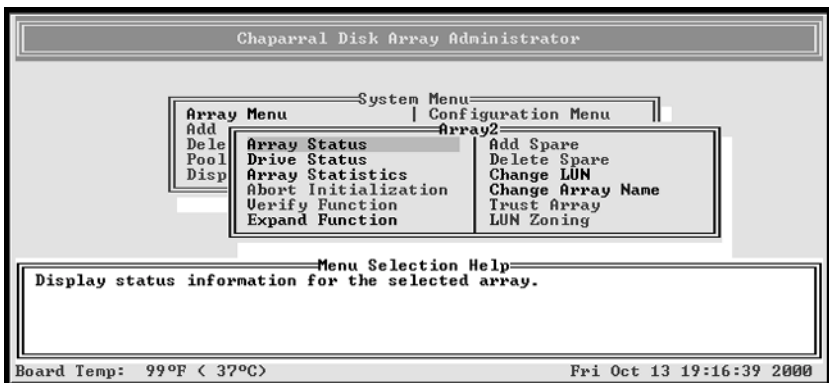 Chaparral Disk Array Administrator
System Menu
Array Menu | Configuration Menu
Add
Dele
Pool
Disp
Array2
Array Status
Drive Status
Array Statistics
Abort Initialization
Verify Function
Expand Function
Add Spare
Delete Spare
Change LUN
Change Array Name
Trust Array
LUN Zoning
Menu Selection Help
Display status information for the selected array.
Board Temp: 99ºF ( 37ºC) Fri Oct 13 19:16:39 2000